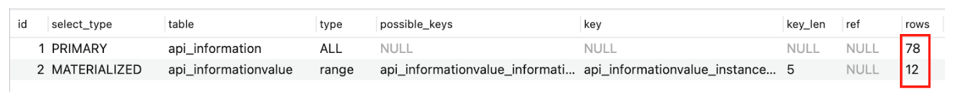 id select_type table type possible_keys key key_len ref rows
1 PRIMARY api_information ALL NULL NULL NULL NULL 78
2 MATERIALIZED api_informationvalue range api_informationvalue_informati... api_informationvalue_instance... 5 NULL 12